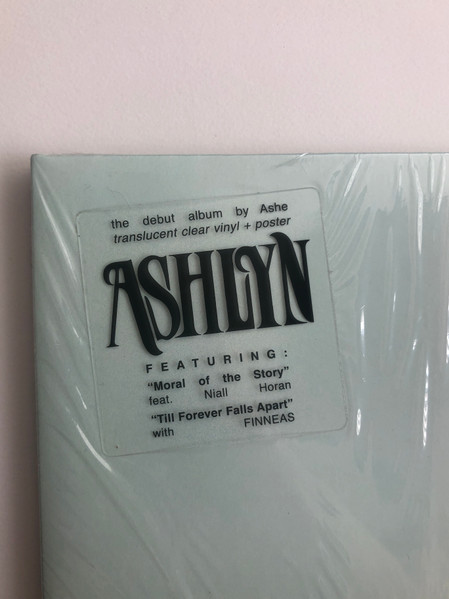 the debut album by Ashe
translucent clear vinyl + poster
ASHLYN
FEATURING:
“Moral of the Story”
feat. Niall Horan
“Till Forever Falls Apart”
with FINNEAS